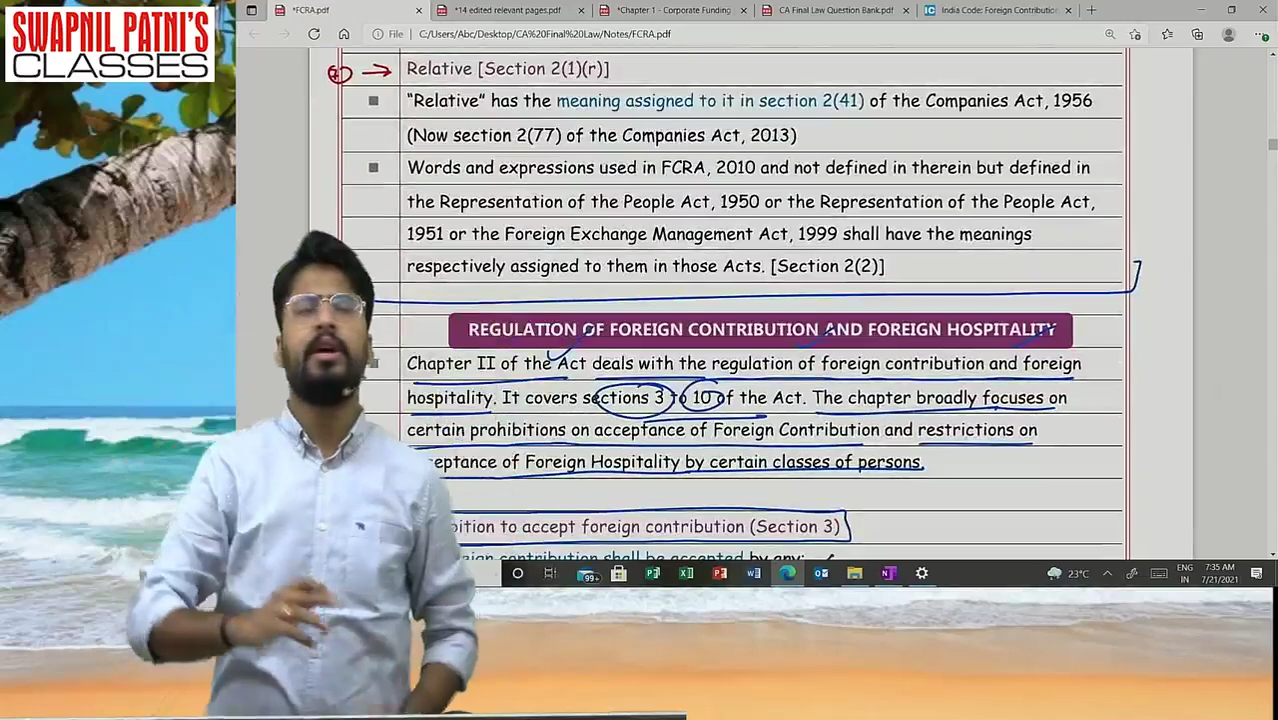 SWAPNIL PATNI'S
CLASSES
*FCRA.pdf
*14 edited relevant pages.pdf
*Chapter 1 - Corporate Funding
CA Final Law Question Bank.pdf
India Code: Foreign Contribution
File
C:/Users/Abc/Desktop/CA%20Final%20Law/Notes/FCRA.pdf
Relative [Section 2(1)(r)]
“Relative” has the meaning assigned to it in section 2(41) of the Companies Act, 1956
(Now section 2(77) of the Companies Act, 2013)
Words and expressions used in FCRA, 2010 and not defined in therein but defined in
the Representation of the People Act, 1950 or the Representation of the People Act,
1951 or the Foreign Exchange Management Act, 1999 shall have the meanings
respectively assigned to them in those Acts. [Section 2(2)]
REGULATION OF FOREIGN CONTRIBUTION AND FOREIGN HOSPITALITY
Chapter II of the Act deals with the regulation of foreign contribution and foreign
hospitality. It covers sections 3 to 10 of the Act. The chapter broadly focuses on
certain prohibitions on acceptance of Foreign Contribution and restrictions on
ceptance of Foreign Hospitality by certain classes of persons.
bition to accept foreign contribution (Section 3)
eign contribution shall be accepted by any:
99+
23°C
ENG
IN
7:35 AM
7/21/2021